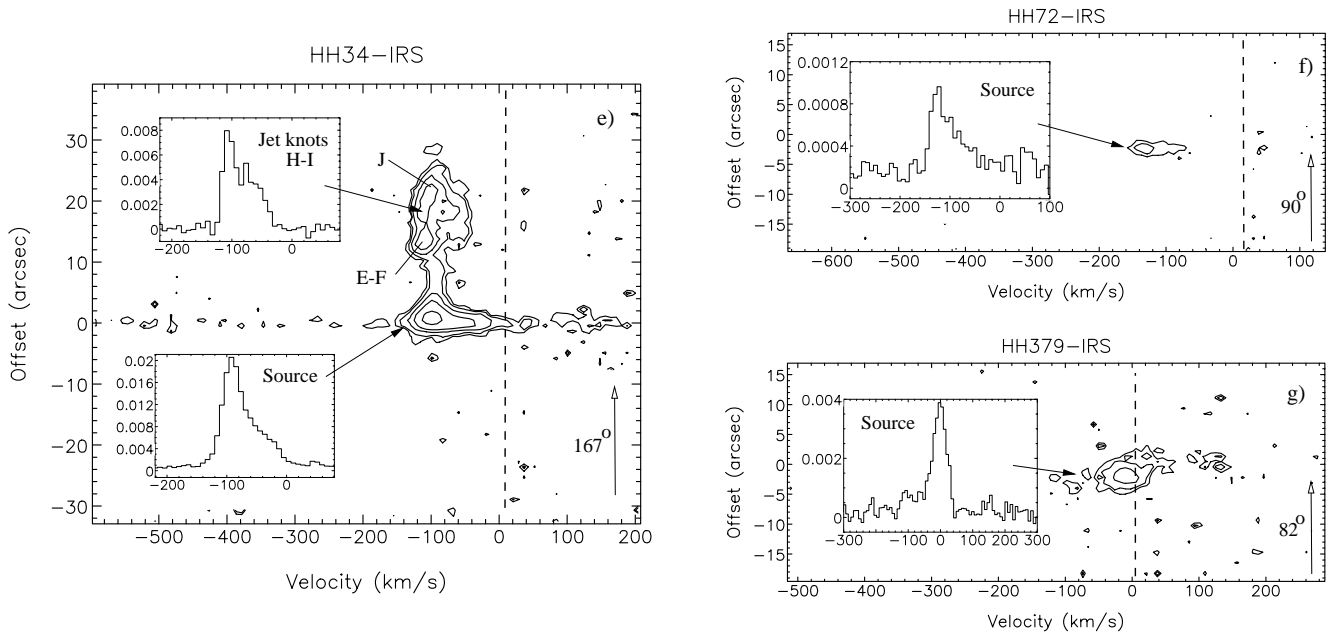 HH34−IRS
e)
Offset (arcsec)
30
20
10
0
−10
−20
−30
−500 −400 −300 −200 −100 0 100 200
Velocity (km/s)
Jet knots
H-I
0.008
0.006
0.004
0.002
0
−200 −100 0
J
E-F
Source
0.02
0.016
0.012
0.008
0.004
0
−200 −100 0
167o
HH72−IRS
f)
Offset (arcsec)
15
10
5
0
−5
−10
−15
−600 −500 −400 −300 −200 −100 0 100
Velocity (km/s)
Source
0.0012
0.0008
0.0004
0
−300 −200 −100 0 100
90o
HH379−IRS
g)
Offset (arcsec)
15
10
5
0
−5
−10
−15
−500 −400 −300 −200 −100 0 100 200
Velocity (km/s)
Source
0.004
0.002
0
−300 −200 −100 0 100 200 300
82o